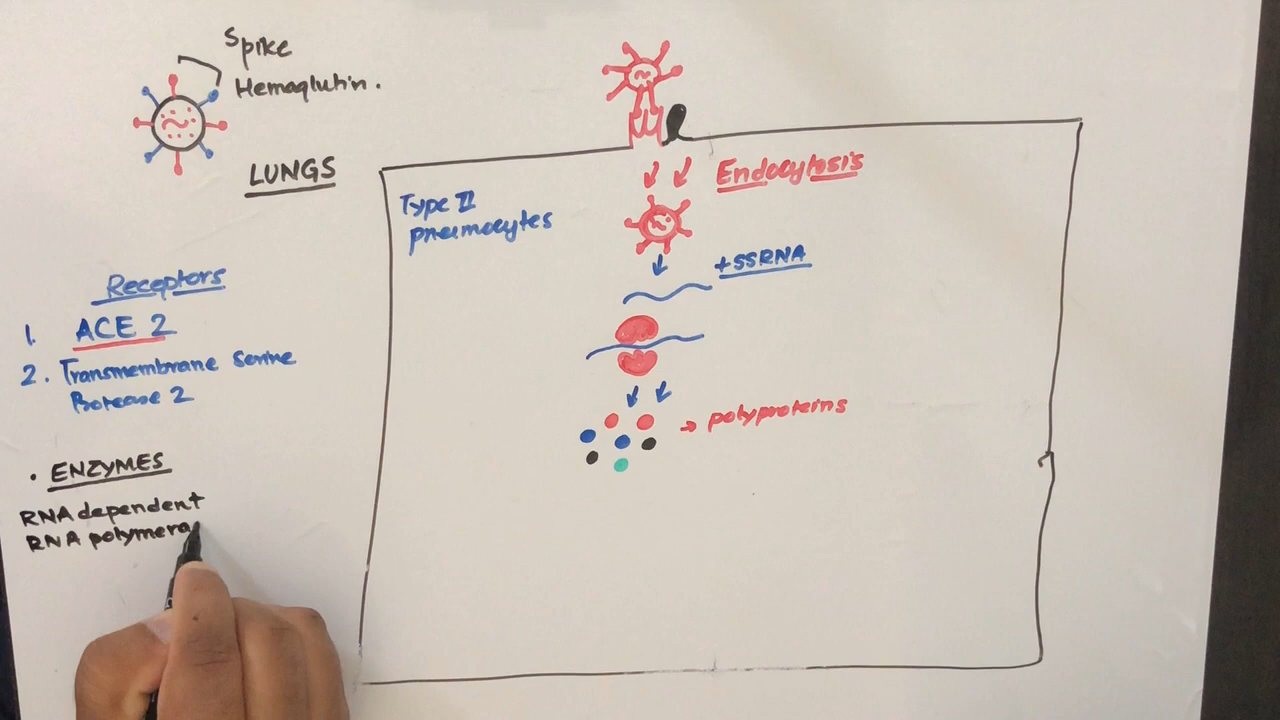 Spike
Hemaglutin.
LUNGS
Receptors
1. ACE 2
2. Transmembrane Serine
Protease 2
. ENZYMES
RNA dependent
RNA polymera
Type II
pneumocytes
Endocytosis
+SSRNA
→ polyproteins